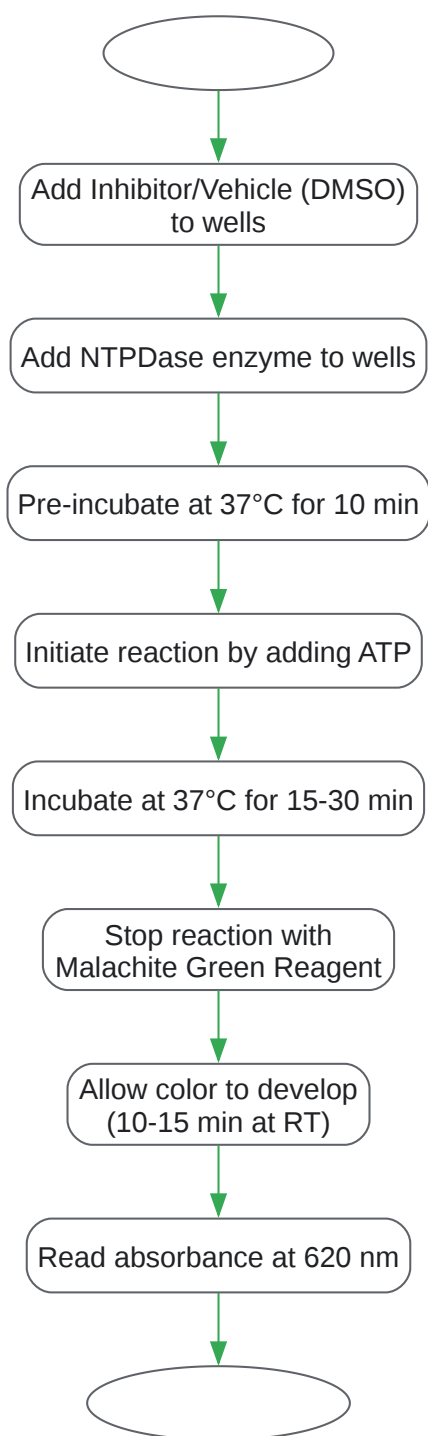 Add Inhibitor/Vehicle (DMSO)
to wells
Add NTPDase enzyme to wells
Pre-incubate at 37°C for 10 min
Initiate reaction by adding ATP
Incubate at 37°C for 15-30 min
Stop reaction with
Malachite Green Reagent
Allow color to develop
(10-15 min at RT)
Read absorbance at 620 nm